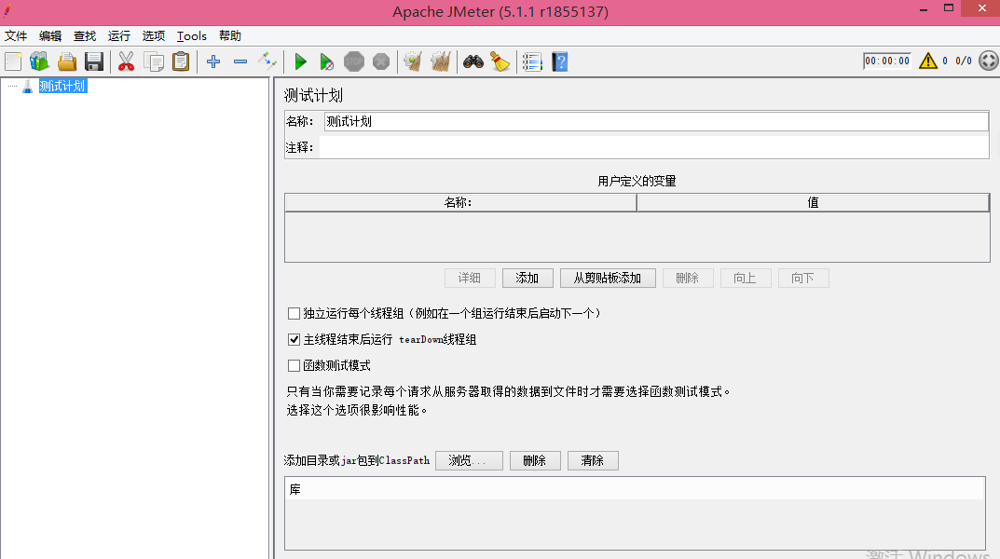 Apache JMeter (5.1.1 r1855137)
文件 编辑 查找 运行 选项 Tools 帮助
STOP 00:00:00 0 0/0
测试计划
测试计划
名称： 测试计划
注释：
用户定义的变量
名称： 值
详细 添加 从剪贴板添加 删除 向上 向下
独立运行每个线程组（例如在一个组运行结束后启动下一个）
主线程结束后运行 tearDown线程组
函数测试模式
只有当你需要记录每个请求从服务器取得的数据到文件时才需要选择函数测试模式。
选择这个选项很影响性能。
添加目录或jar包到ClassPath 浏览... 删除 清除
库
激活 Windows